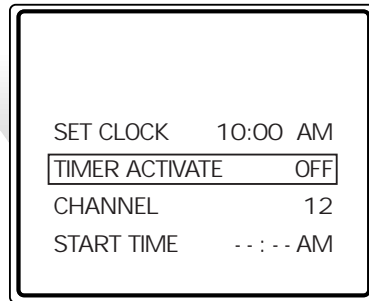 SET CLOCK 10:00 AM
TIMER ACTIVATE OFF
CHANNEL 12
START TIME --:-- AM